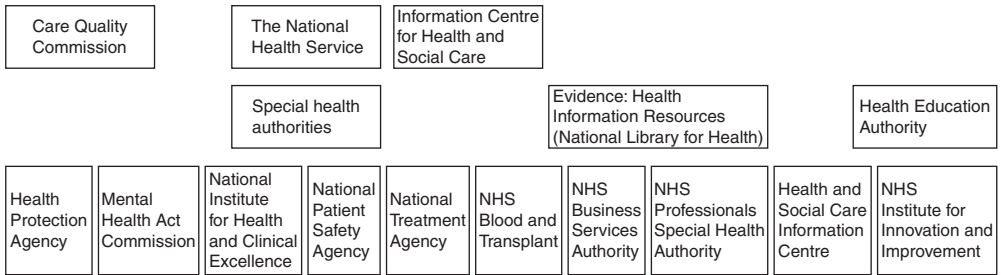 Care Quality
Commission
The National
Health Service
Information Centre
for Health and
Social Care
Special health
authorities
Evidence: Health
Information Resources
(National Library for Health)
Health Education
Authority
Health
Protection
Agency
Mental
Health Act
Commission
National
Institute
for Health
and Clinical
Excellence
National
Patient
Safety
Agency
National
Treatment
Agency
NHS
Blood and
Transplant
NHS
Business
Services
Authority
NHS
Professionals
Special Health
Authority
Health and
Social Care
Information
Centre
NHS
Institute for
Innovation and
Improvement